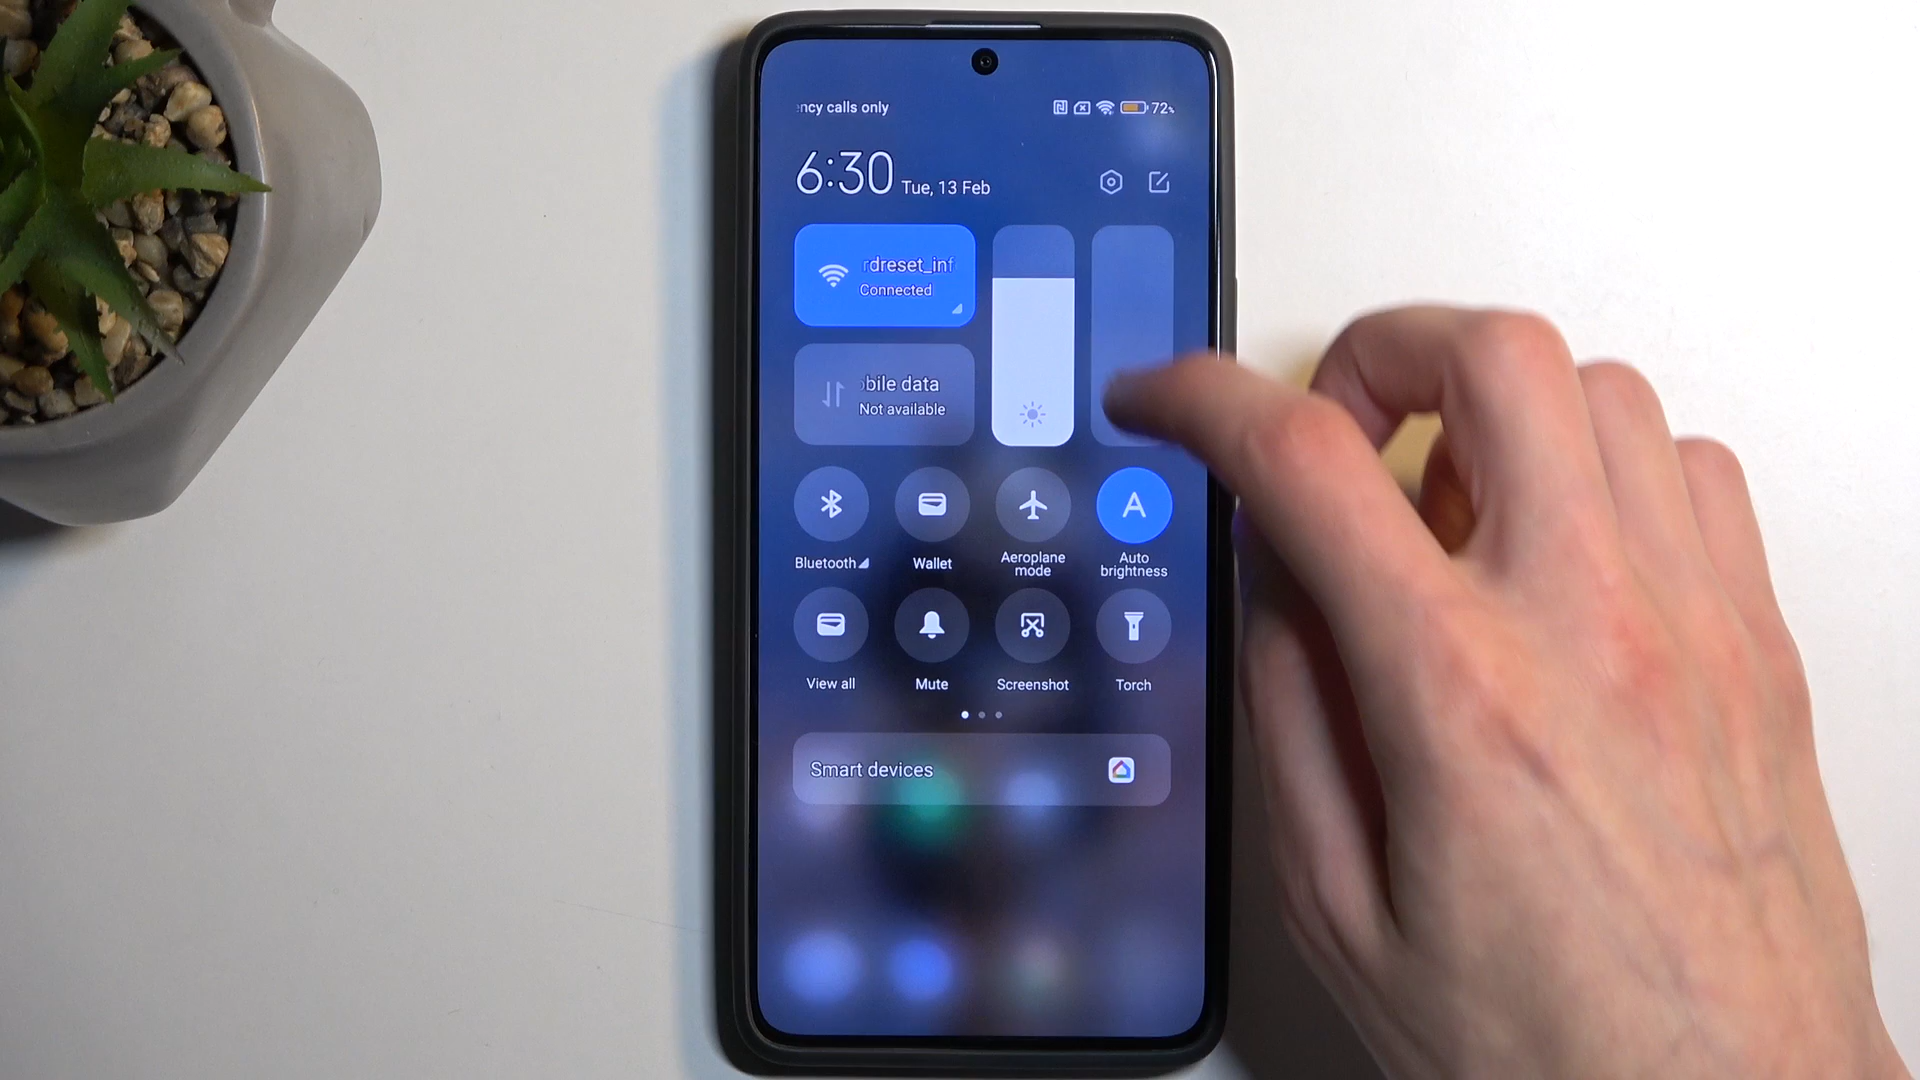 ncy calls only
72%
6:30 Tue, 13 Feb
rdreset_inf
Connected
bile data
Not available
A
Bluetooth
Wallet
Aeroplane
mode
Auto
brightness
View all
Mute
Screenshot
Torch
Smart devices